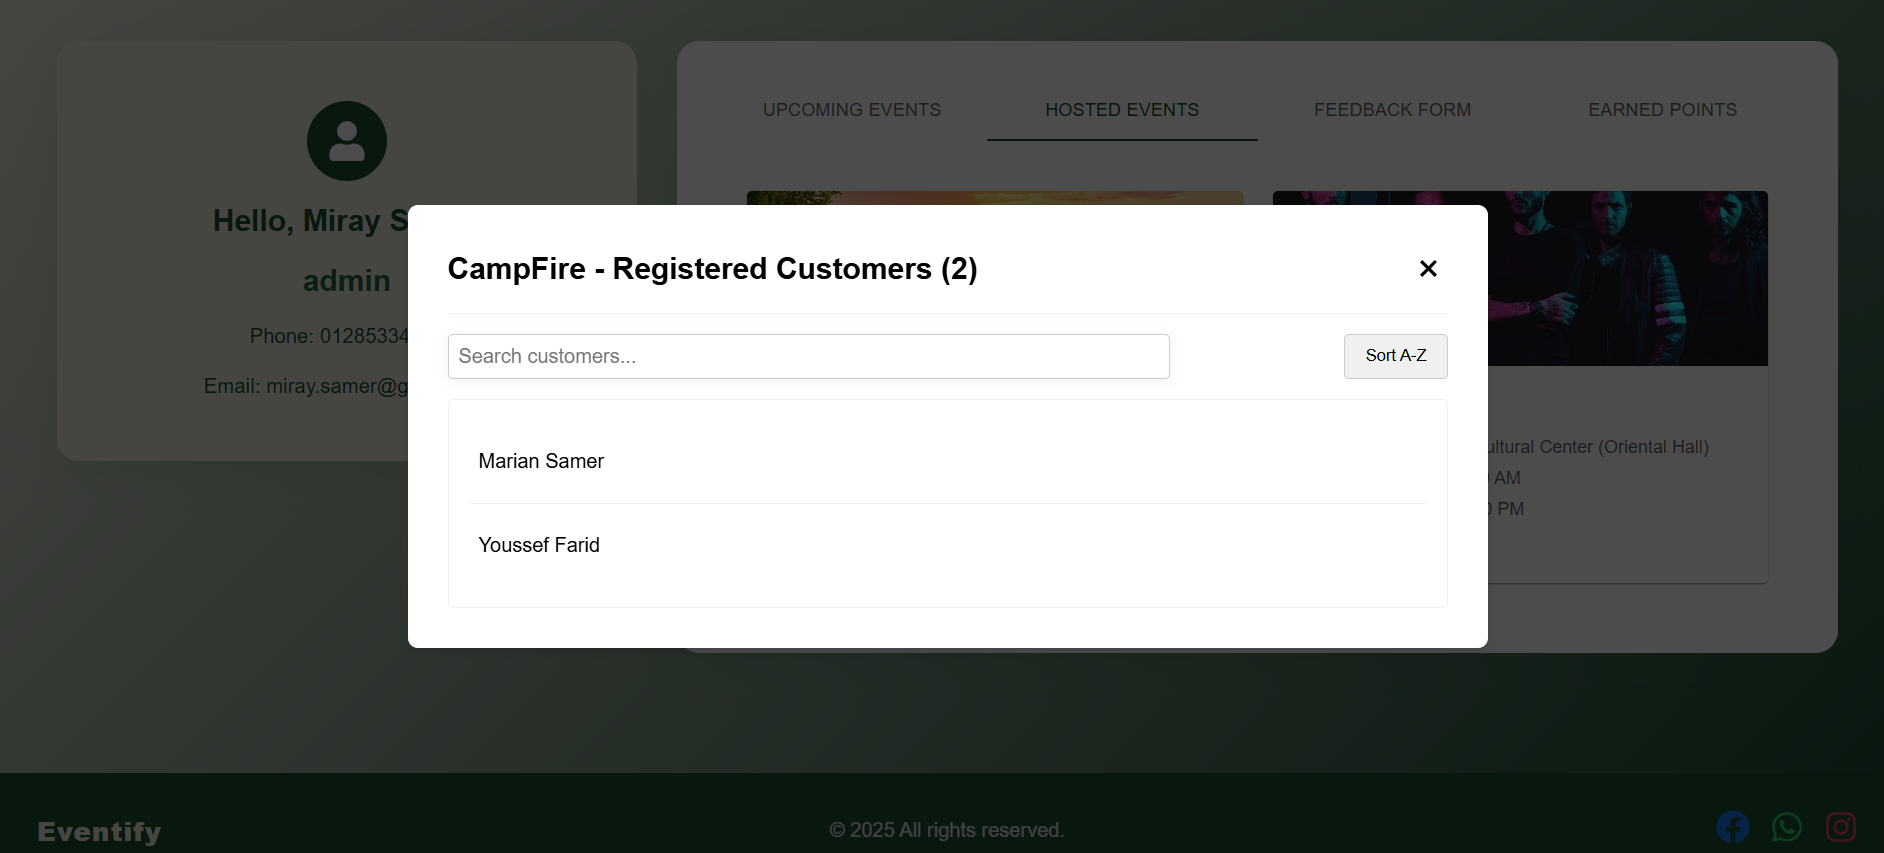 UPCOMING EVENTS
HOSTED EVENTS
FEEDBACK FORM
EARNED POINTS
Hello, Miray S
admin
Phone: 01285334
Email: miray.samer@g
CampFire - Registered Customers (2)
Search customers...
Sort A-Z
Marian Samer
Youssef Farid
Cultural Center (Oriental Hall)
AM
PM
Eventify
© 2025 All rights reserved.